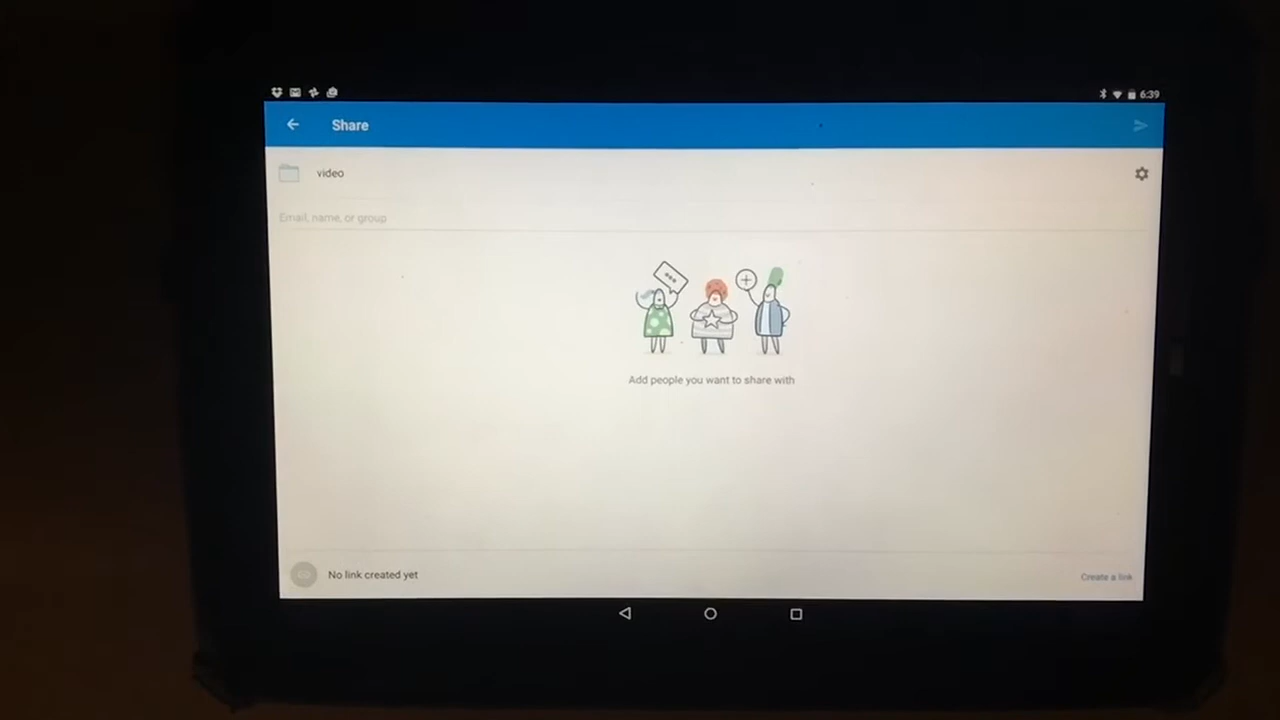 6:39
Share
video
Email, name, or group
Add people you want to share with
No link created yet
Create a link